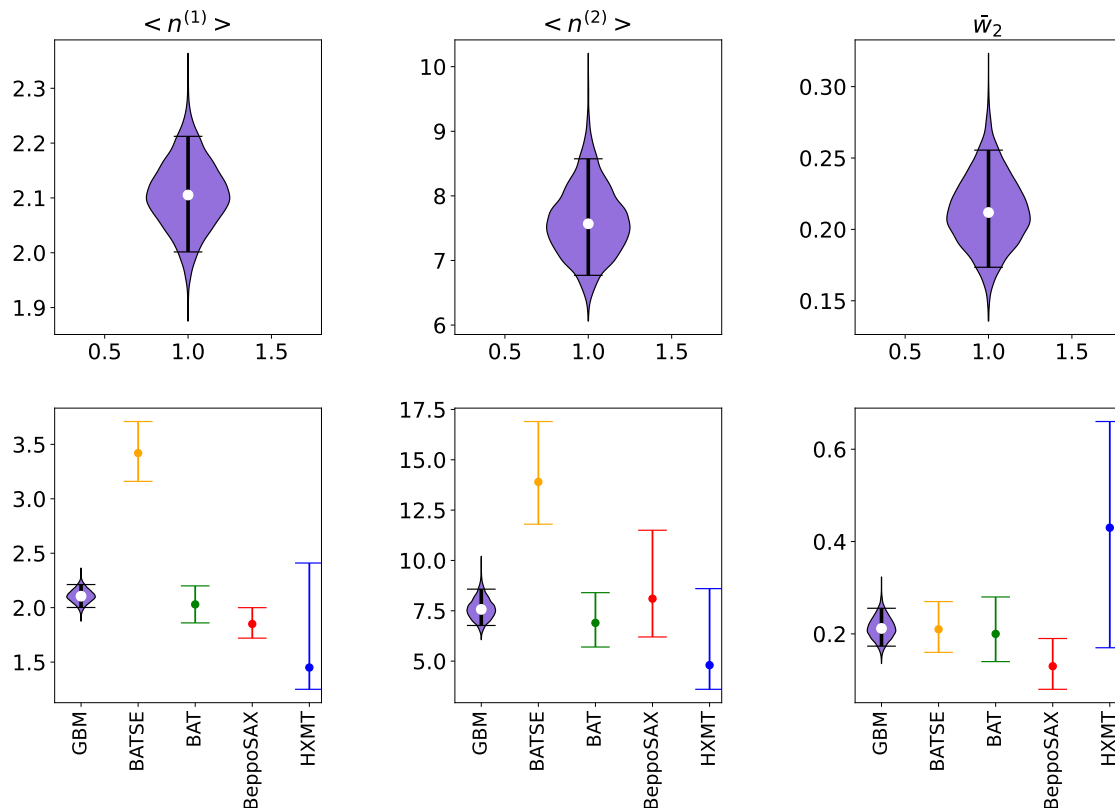 < n^(1) >
2.3
2.2
2.1
2.0
1.9
0.5 1.0 1.5
< n^(2) >
10
9
8
7
6
0.5 1.0 1.5
w̄₂
0.30
0.25
0.20
0.15
0.5 1.0 1.5
3.5
3.0
2.5
2.0
1.5
GBM
BATSE
BAT
BeppoSAX
HXMT
17.5
15.0
12.5
10.0
7.5
5.0
GBM
BATSE
BAT
BeppoSAX
HXMT
0.6
0.4
0.2
GBM
BATSE
BAT
BeppoSAX
HXMT